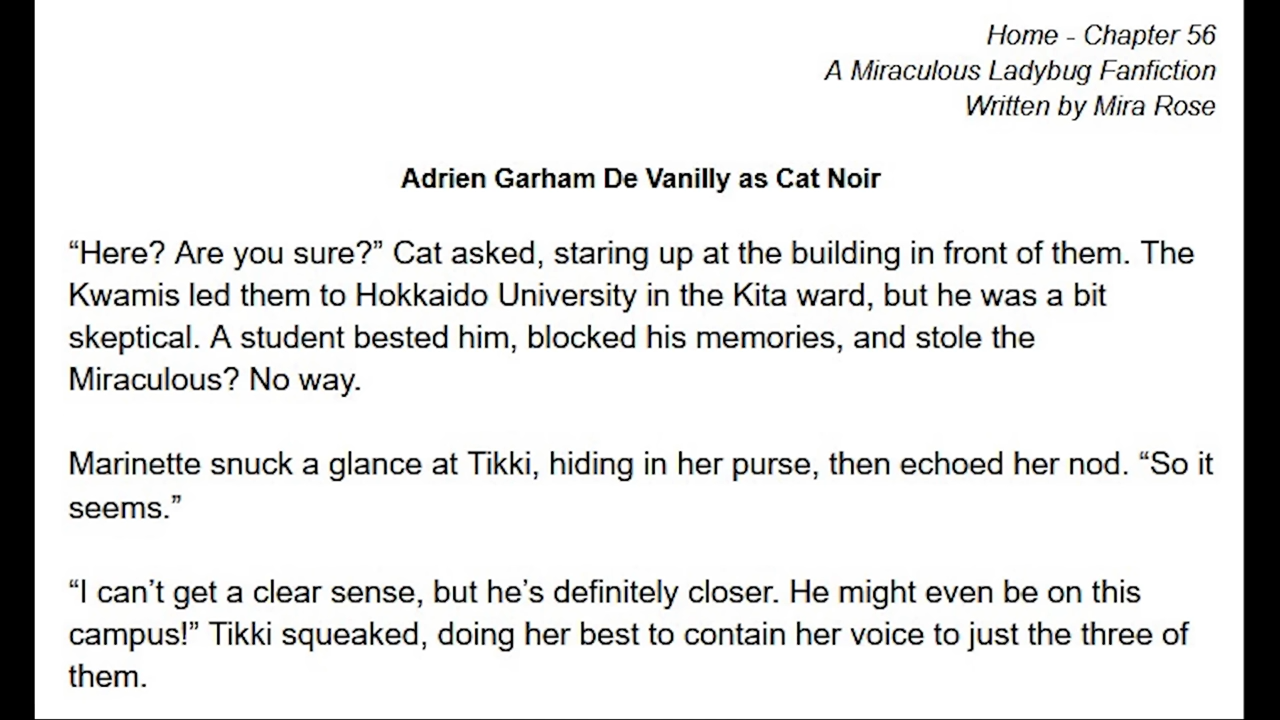 Home - Chapter 56
A Miraculous Ladybug Fanfiction
Written by Mira Rose
Adrien Garham De Vanilly as Cat Noir
“Here? Are you sure?” Cat asked, staring up at the building in front of them. The
Kwamis led them to Hokkaido University in the Kita ward, but he was a bit
skeptical. A student bested him, blocked his memories, and stole the
Miraculous? No way.
Marinette snuck a glance at Tikki, hiding in her purse, then echoed her nod. “So it
seems.”
“I can’t get a clear sense, but he’s definitely closer. He might even be on this
campus!” Tikki squeaked, doing her best to contain her voice to just the three of
them.